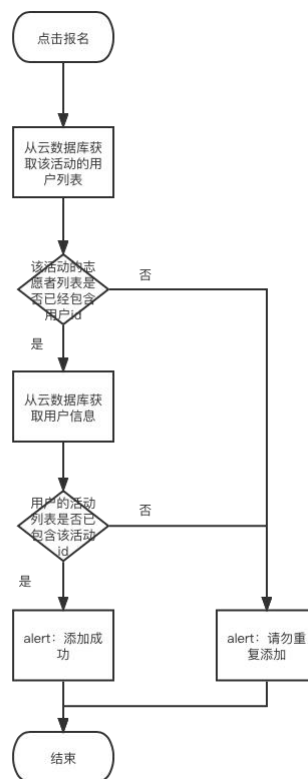 点击报名
从云数据库获
取该活动的用
户列表
该活动的志
愿者列表是
否已经包含
用户id
否
是
从云数据库获
取用户信息
用户的活动
列表是否已
包含该活动
id
否
是
alert：添加成
功
alert：请勿重
复添加
结束